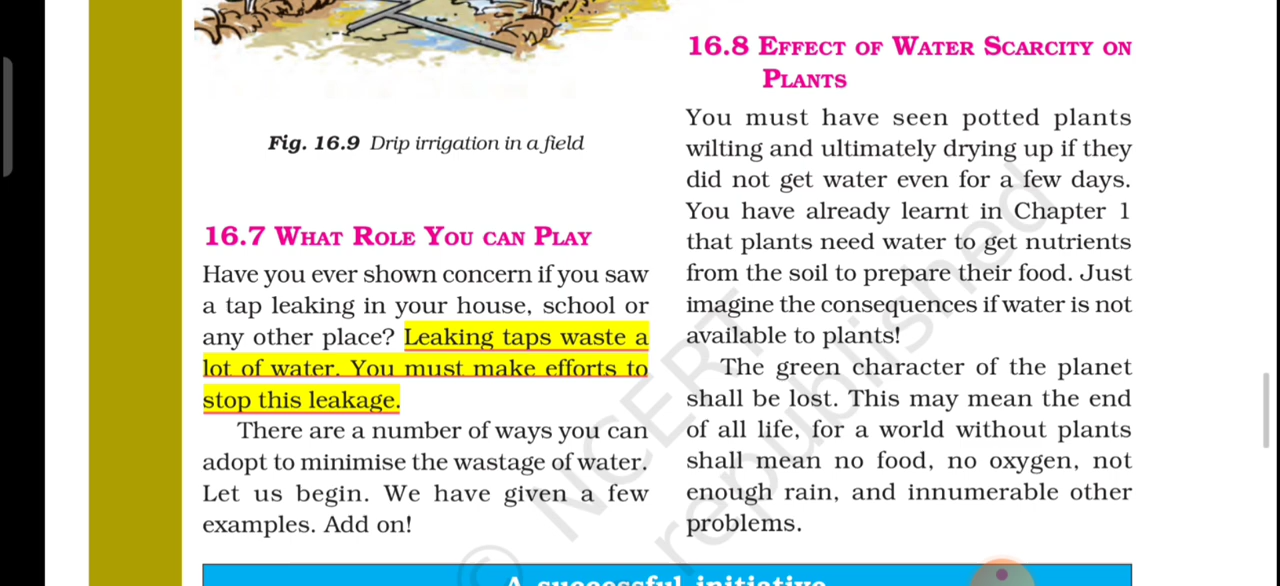 Fig. 16.9 Drip irrigation in a field
16.7 WHAT ROLE YOU CAN PLAY
Have you ever shown concern if you saw
a tap leaking in your house, school or
any other place? Leaking taps waste a
lot of water. You must make efforts to
stop this leakage.
There are a number of ways you can
adopt to minimise the wastage of water.
Let us begin. We have given a few
examples. Add on!
16.8 EFFECT OF WATER SCARCITY ON
PLANTS
You must have seen potted plants
wilting and ultimately drying up if they
did not get water even for a few days.
You have already learnt in Chapter 1
that plants need water to get nutrients
from the soil to prepare their food. Just
imagine the consequences if water is not
available to plants!
The green character of the planet
shall be lost. This may mean the end
of all life, for a world without plants
shall mean no food, no oxygen, not
enough rain, and innumerable other
problems.
A successful initiative
© NCERT
republished